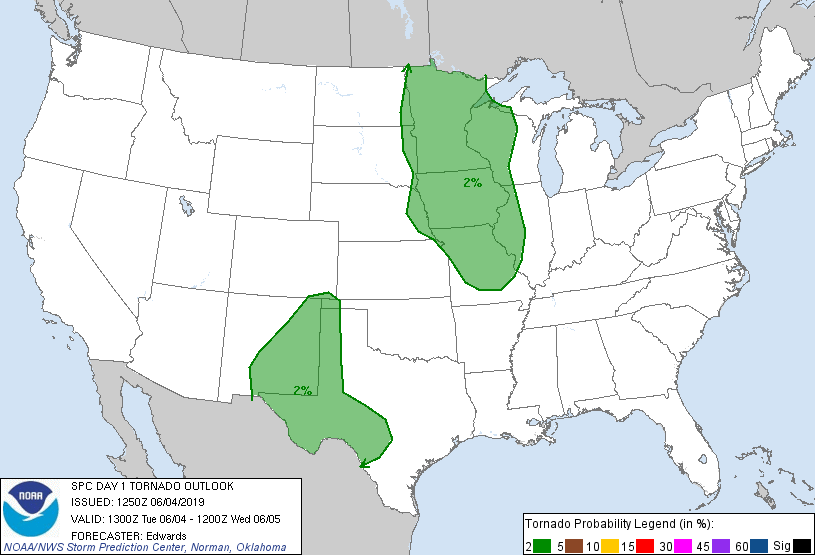 2%
2%
NOAA
SPC DAY 1 TORNADO OUTLOOK
ISSUED: 1250Z 06/04/2019
VALID: 1300Z Tue 06/04 - 1200Z Wed 06/05
FORECASTER: Edwards
NOAA/NWS Storm Prediction Center, Norman, Oklahoma
Tornado Probability Legend (in %):
2 5 10 15 30 45 60 Sig